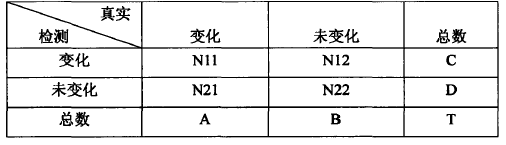 真实
检测 变化 未变化 总数
变化 N11 N12 C
未变化 N21 N22 D
总数 A B T